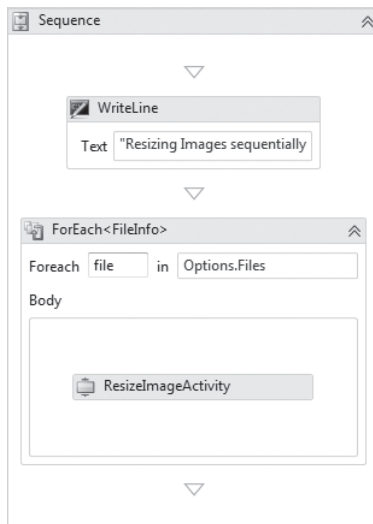 Sequence
WriteLine
Text "Resizing Images sequentially
ForEach<FileInfo>
Foreach file in Options.Files
Body
ResizeImageActivity